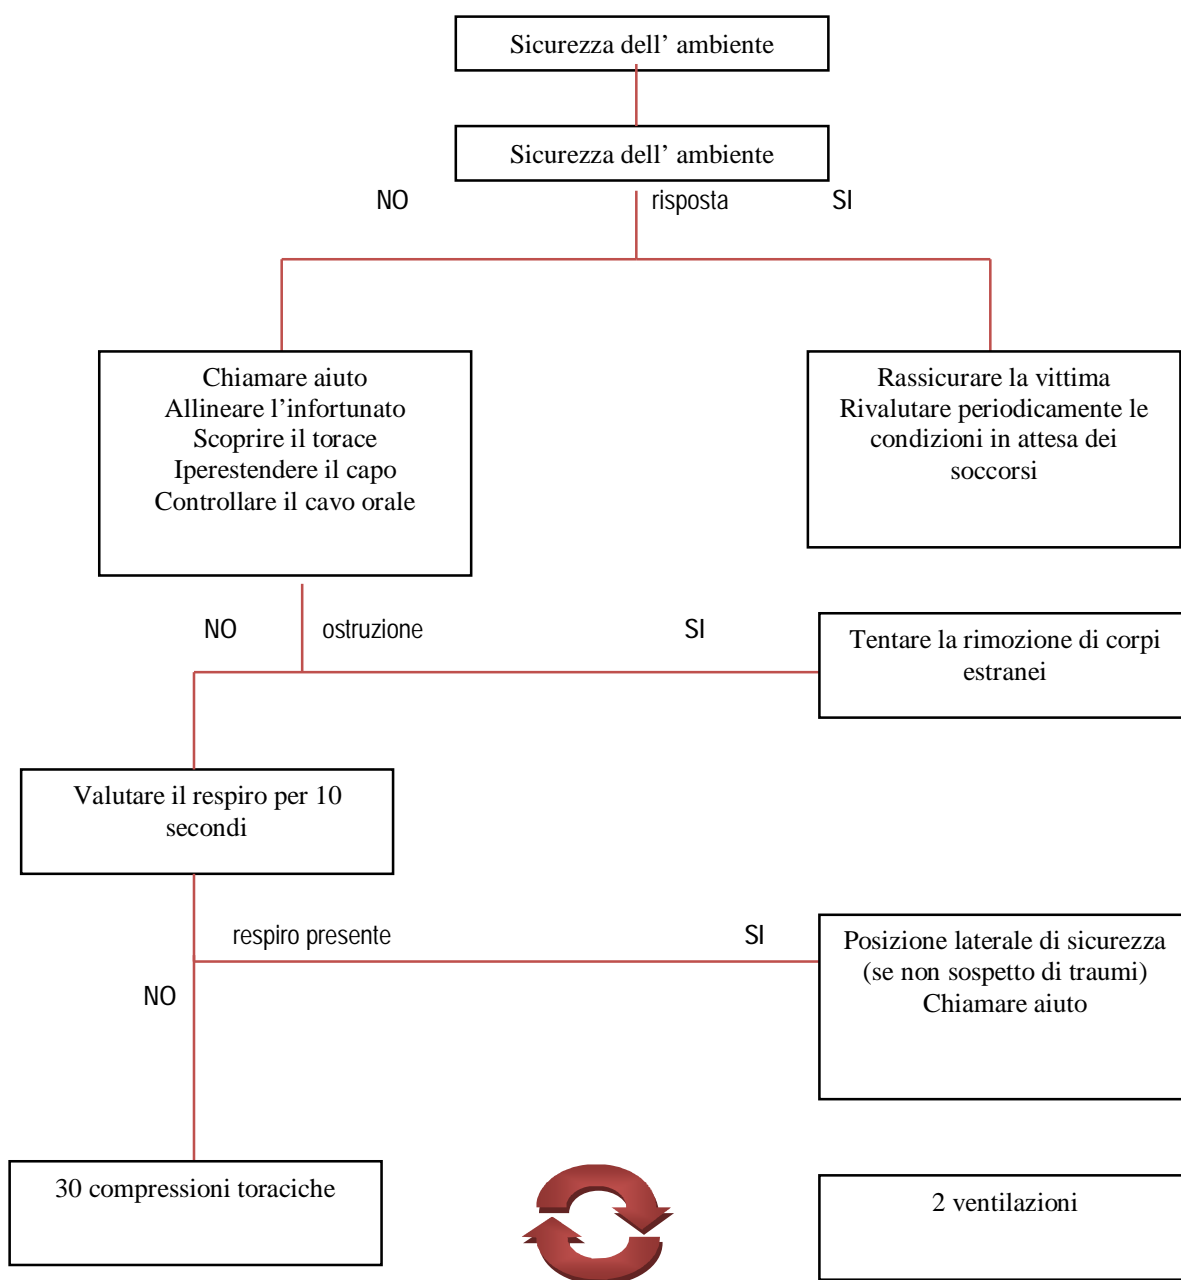 Sicurezza dell’ ambiente
Sicurezza dell’ ambiente
NO
risposta
SI
Chiamare aiuto
Allineare l’infortunato
Scoprire il torace
Iperestendere il capo
Controllare il cavo orale
Rassicurare la vittima
Rivalutare periodicamente le
condizioni in attesa dei
soccorsi
NO
ostruzione
SI
Tentare la rimozione di corpi
estranei
Valutare il respiro per 10
secondi
respiro presente
SI
NO
Posizione laterale di sicurezza
(se non sospetto di traumi)
Chiamare aiuto
30 compressioni toraciche
2 ventilazioni